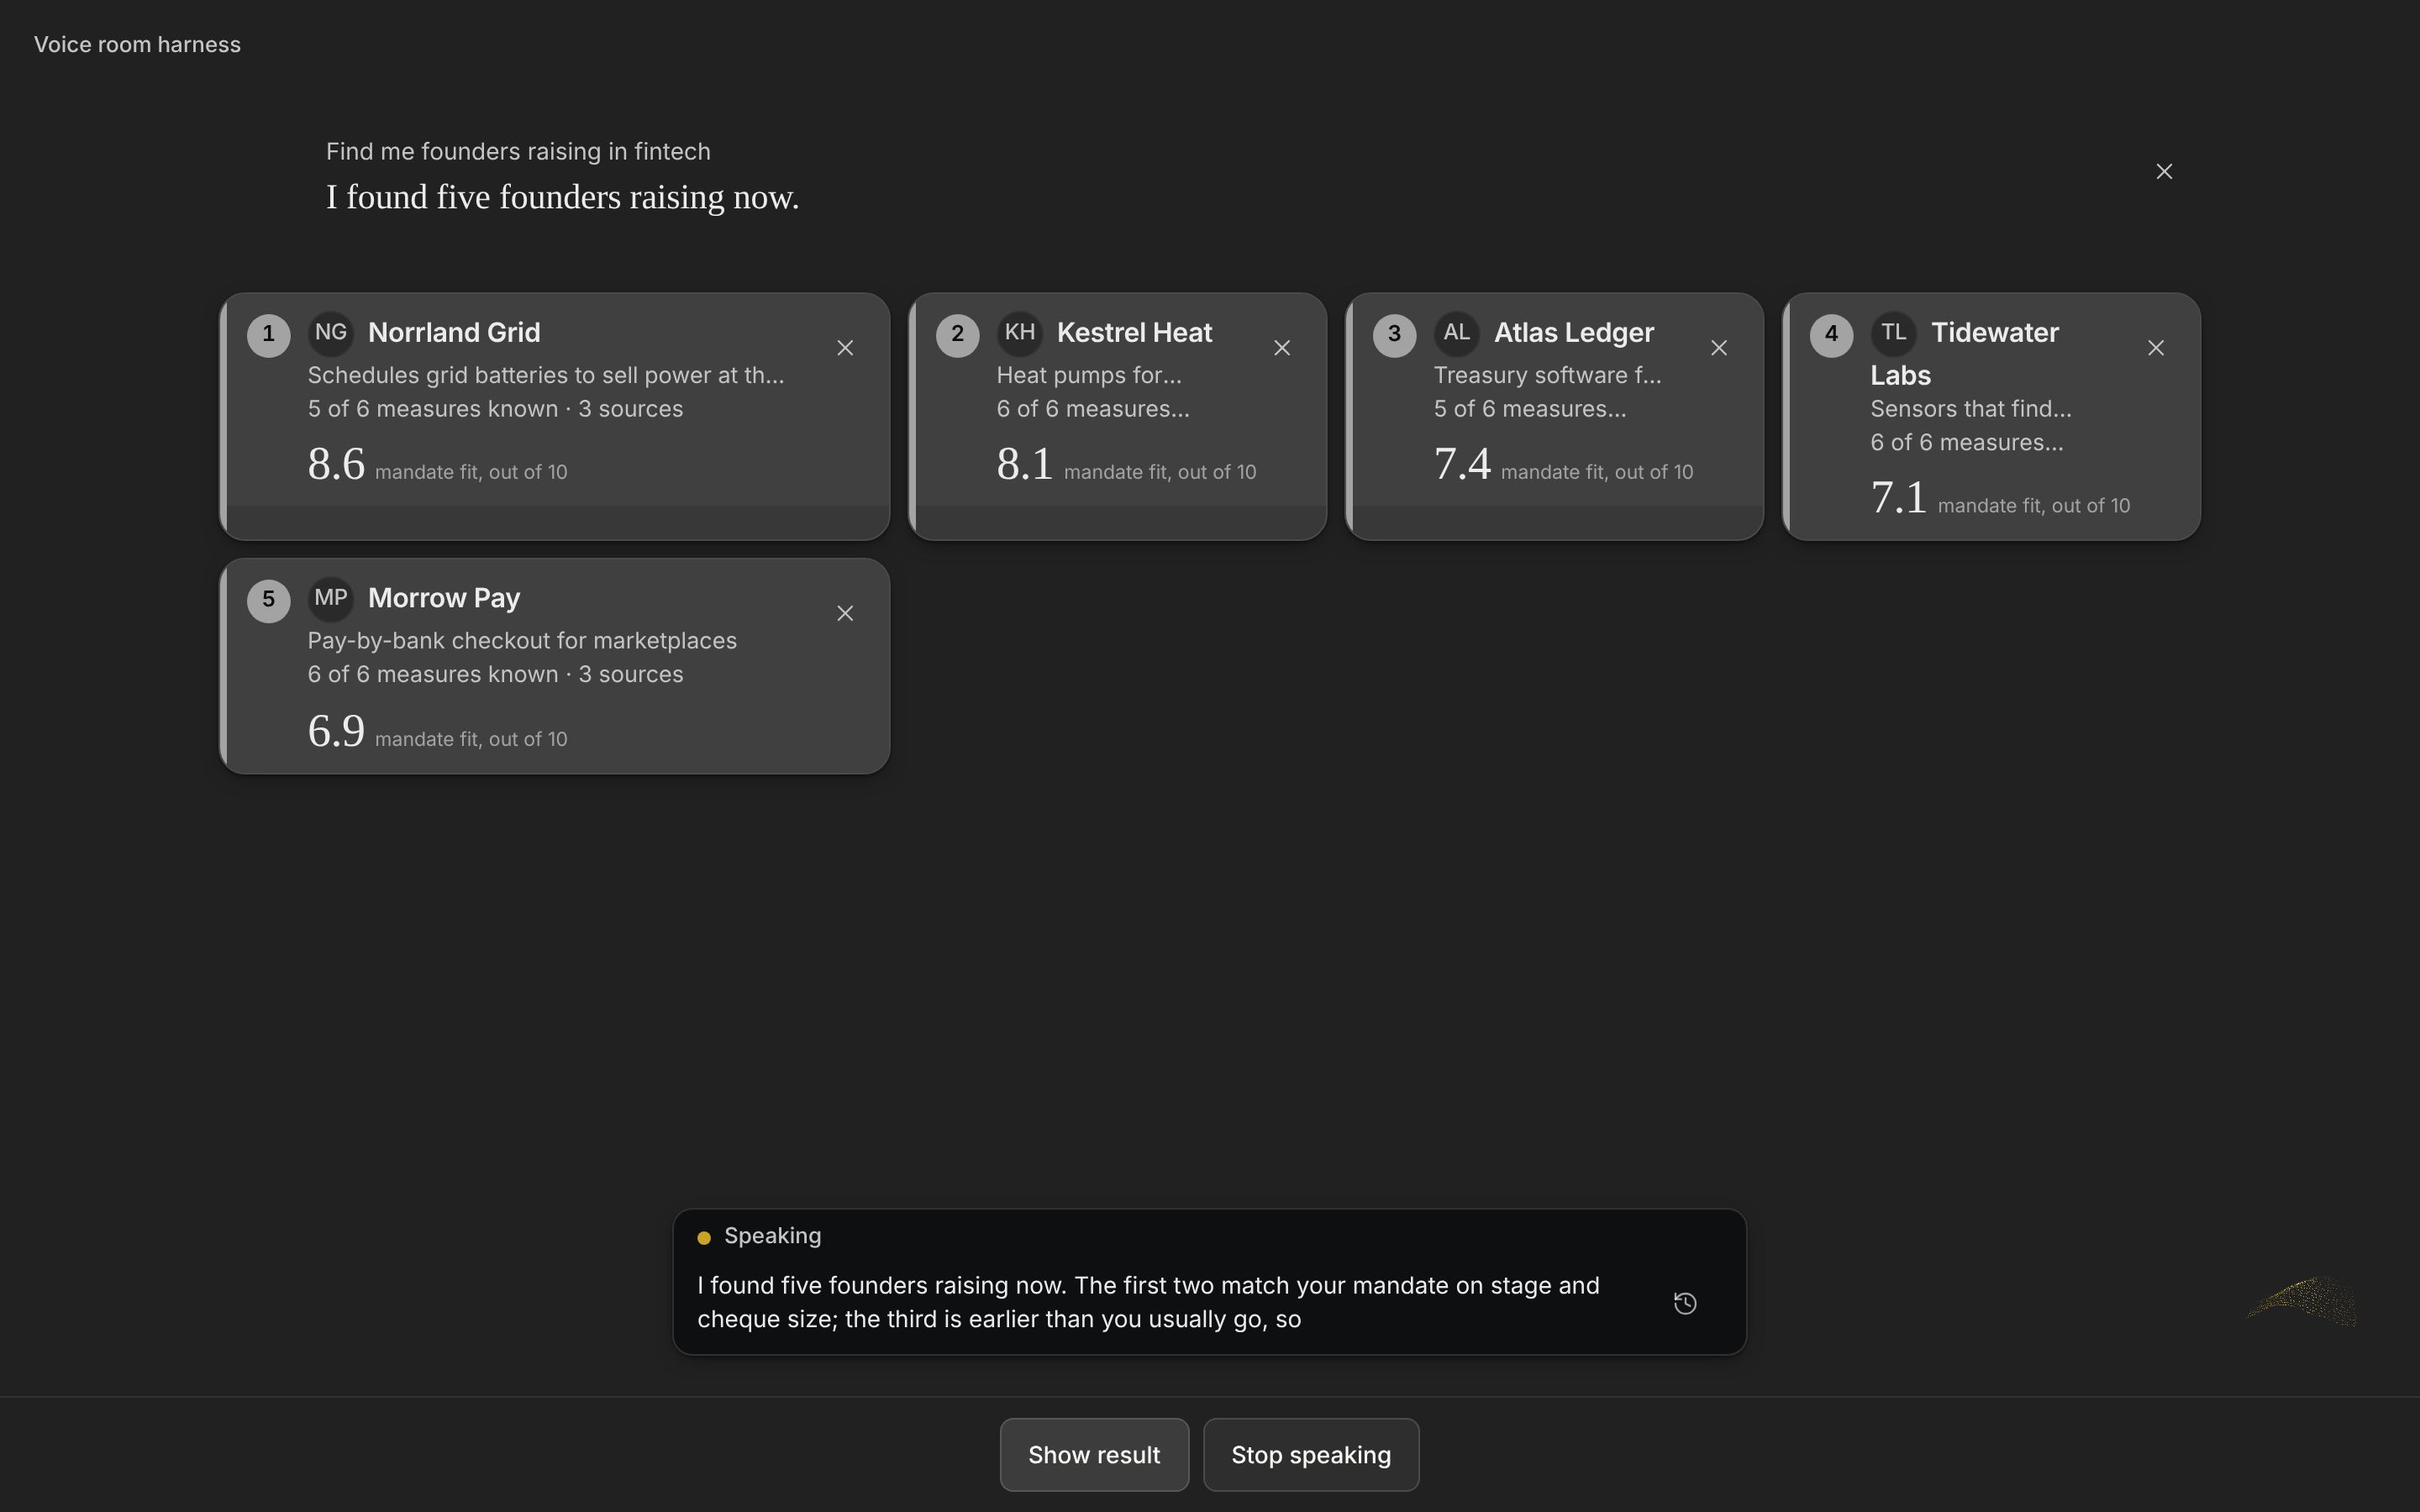 Voice room harness
Find me founders raising in fintech
I found five founders raising now.
1 NG Norrland Grid
Schedules grid batteries to sell power at th...
5 of 6 measures known · 3 sources
8.6 mandate fit, out of 10
2 KH Kestrel Heat
Heat pumps for...
6 of 6 measures...
8.1 mandate fit, out of 10
3 AL Atlas Ledger
Treasury software f...
5 of 6 measures...
7.4 mandate fit, out of 10
4 TL Tidewater
Labs
Sensors that find...
6 of 6 measures...
7.1 mandate fit, out of 10
5 MP Morrow Pay
Pay-by-bank checkout for marketplaces
6 of 6 measures known · 3 sources
6.9 mandate fit, out of 10
Speaking
I found five founders raising now. The first two match your mandate on stage and
cheque size; the third is earlier than you usually go, so
Show result
Stop speaking